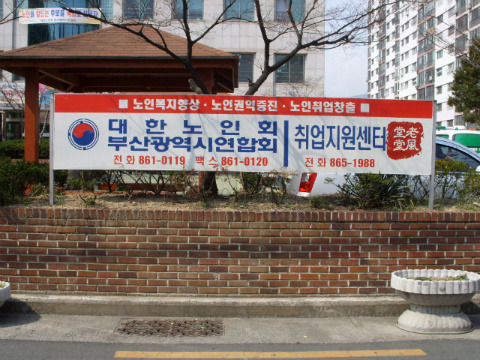 ■ 노인복지향상 · 노인권익증진 · 노인취업창출 ■
대한노인회
부산광역시연합회
취업지원센터
전화 861-0119 팩스 861-0120
전화 865-1988
老風堂堂